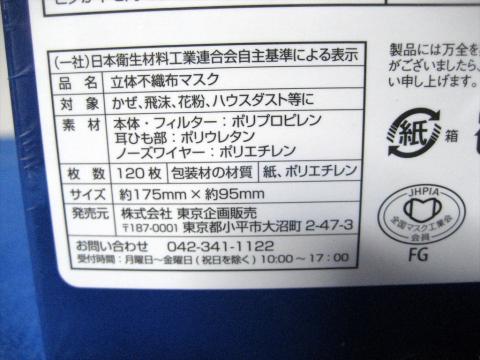 (一社)日本衛生材料工業連合会自主基準による表示
品名 立体不織布マスク
対象 かぜ、飛沫、花粉、ハウスダスト等に
素材 本体・フィルター:ポリプロピレン
耳ひも部:ポリウレタン
ノーズワイヤー:ポリエチレン
枚数 120枚 包装材の材質 紙、ポリエチレン
サイズ 約175mm×約95mm
発売元 株式会社 東京企画販売
〒187-0001 東京都小平市大沼町2-47-3
お問い合わせ 042-341-1122
受付時間:月曜日~金曜日(祝日を除く)10:00~17:00
製品には万全を
がございましたら、
い申し上げます。
紙 箱
JHPIA
全国マスク工業会
会員
FG